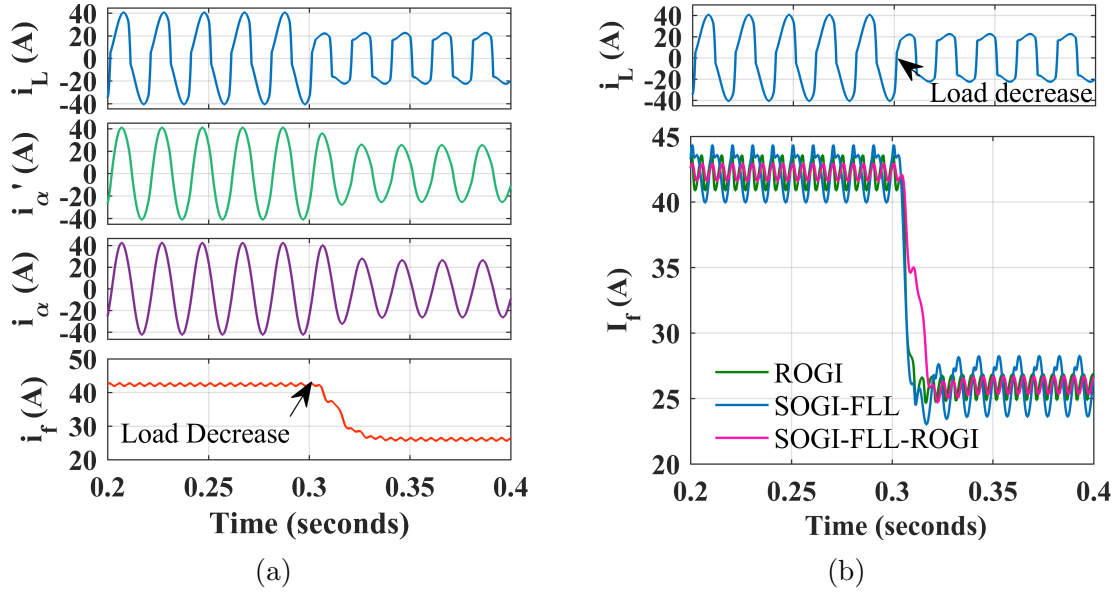 40
20
0
-20
-40
i_L (A)
40
20
0
-20
-40
i_α' (A)
40
20
0
-20
-40
i_α (A)
50
40
30
20
i_f (A)
Load Decrease
0.2 0.25 0.3 0.35 0.4
Time (seconds)
(a)
40
20
0
-20
-40
i_L (A)
Load decrease
45
40
35
30
25
20
I_f (A)
ROGI
SOGI-FLL
SOGI-FLL-ROGI
0.2 0.25 0.3 0.35 0.4
Time (seconds)
(b)